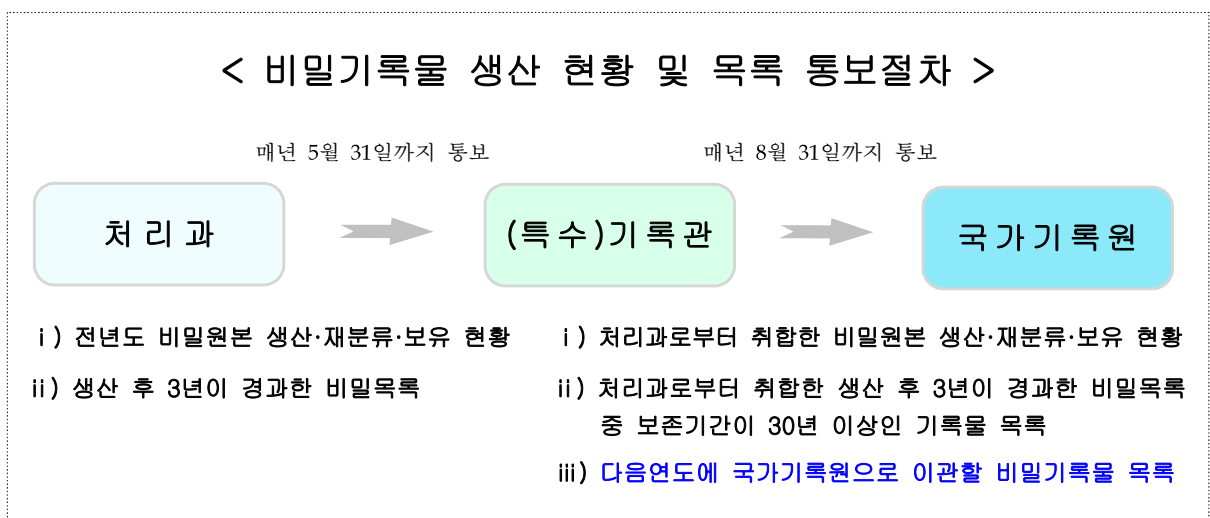 < 비밀기록물 생산 현황 및 목록 통보절차 >
매년 5월 31일까지 통보
매년 8월 31일까지 통보
처리과
(특수)기록관
국가기록원
ⅰ) 전년도 비밀원본 생산·재분류·보유 현황
ⅱ) 생산 후 3년이 경과한 비밀목록
ⅰ) 처리과로부터 취합한 비밀원본 생산·재분류·보유 현황
ⅱ) 처리과로부터 취합한 생산 후 3년이 경과한 비밀목록
중 보존기간이 30년 이상인 기록물 목록
ⅲ) 다음연도에 국가기록원으로 이관할 비밀기록물 목록